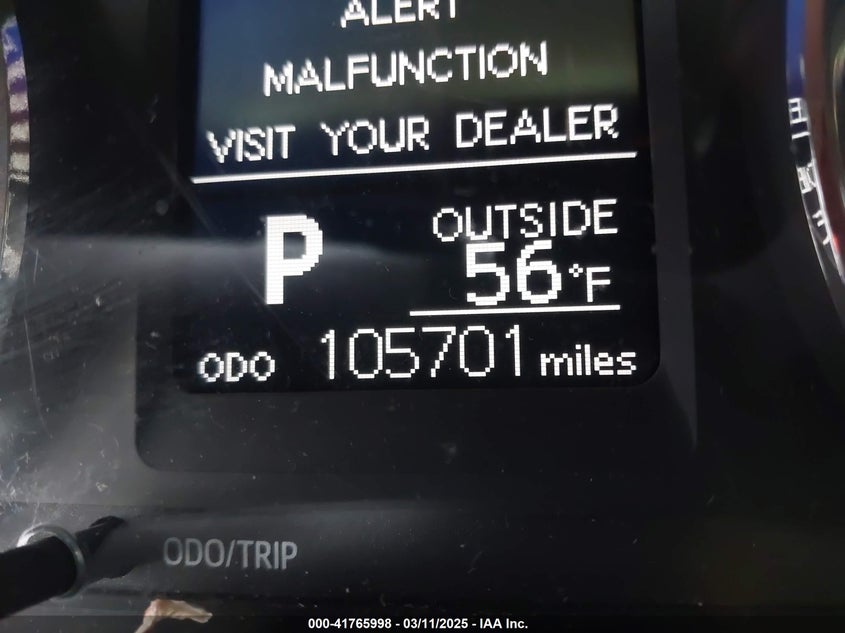 ALERT
MALFUNCTION
VISIT YOUR DEALER
P
OUTSIDE
56°F
ODO 105701 miles
ODO/TRIP
000-41765998 - 03/11/2025 - IAA Inc.